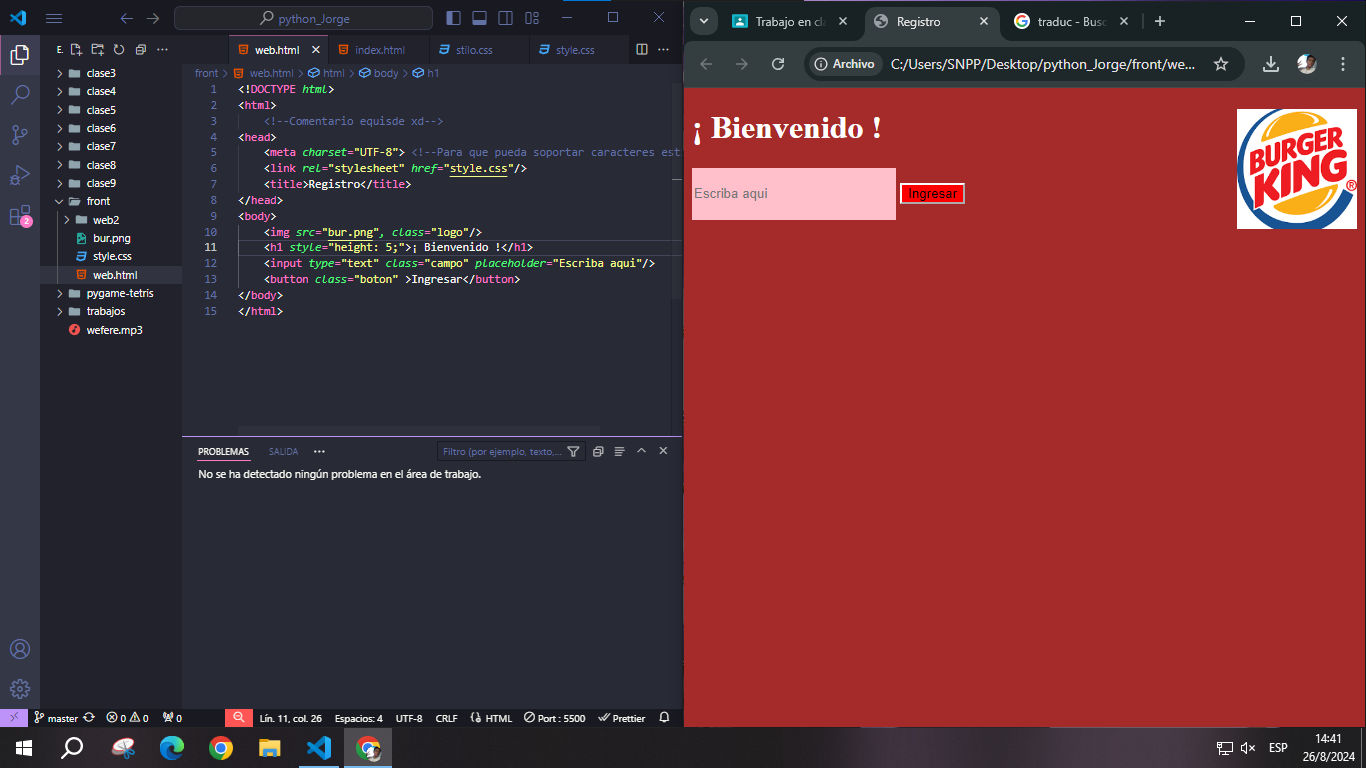 python_Jorge
E.
clase3
clase4
clase5
clase6
clase7
clase8
clase9
front
web2
bur.png
style.css
web.html
pygame-tetris
trabajos
wefere.mp3
2
web.html
index.html
stilo.css
style.css
front > web.html > html > body > h1
1 <!DOCTYPE html>
2 <html>
3 <!--Comentario equisde xd-->
4 <head>
5 <meta charset="UTF-8"> <!--Para que pueda soportar caracteres est
6 <link rel="stylesheet" href="style.css"/>
7 <title>Registro</title>
8 </head>
9 <body>
10 <img src="bur.png", class="logo"/>
11 <h1 style="height: 5;">¡ Bienvenido !</h1>
12 <input type="text" class="campo" placeholder="Escriba aqui"/>
13 <button class="boton" >Ingresar</button>
14 </body>
15 </html>
PROBLEMAS
SALIDA
Filtro (por ejemplo, texto,...
No se ha detectado ningún problema en el área de trabajo.
master
0 0
0
Lín. 11, col. 26
Espacios: 4
UTF-8
CRLF
HTML
Port : 5500
Prettier
Trabajo en cl
Registro
traduc - Bus
Archivo
C:/Users/SNPP/Desktop/python_Jorge/front/we...
¡ Bienvenido !
Escriba aqui
Ingresar
BURGER
KING
®
ESP
14:41
26/8/2024